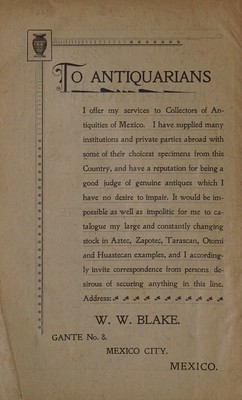 TO ANTIQUARIANS
I offer my services to Collectors of An-
tiquities of Mexico. I have supplied many
institutions and private parties abroad with
some of their choicest specimens from this
Country, and have a reputation for being a
good judge of genuine antiques which I
have no desire to impair. It would be im-
possible as well as impolitic for me to ca-
talogue my large and constantly changing
stock in Aztec, Zapotec, Tarascan, Otomi
and Huastecan examples, and I according-
ly invite correspondence from persons de-
sirous of securing anything in this line.
Address:
W. W. BLAKE.
GANTE No. 8.
MEXICO CITY.
MEXICO.